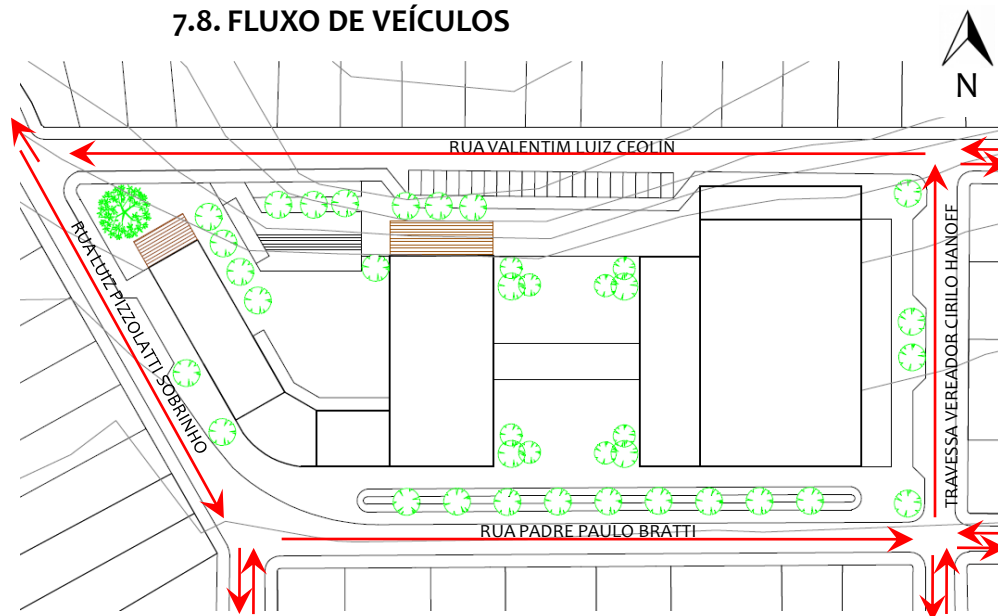 7.8. FLUXO DE VEÍCULOS
N
RUA VALENTIM LUIZ CEOLIN
RUA LUIZ PIZZOLATTI SOBRINHO
TRAVESSA VEREADOR CIRILO HANOFF
RUA PADRE PAULO BRATTI